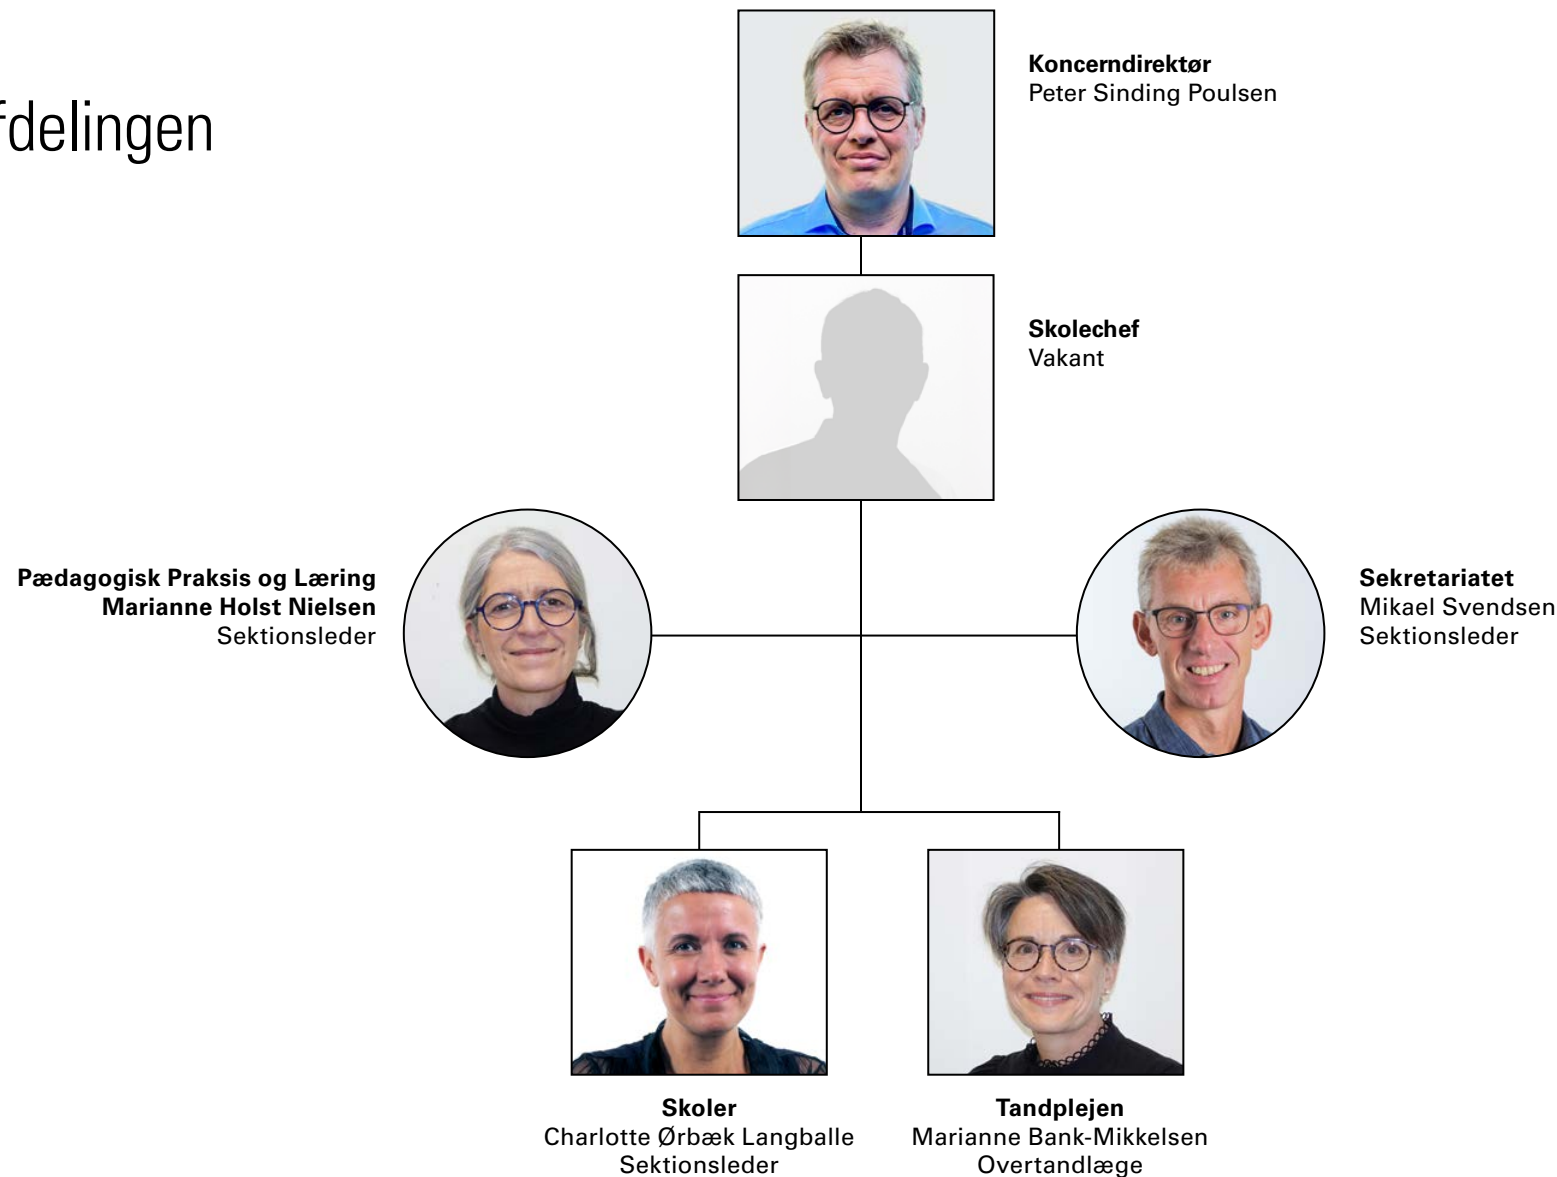 fdelingen
Koncerndirektør
Peter Sinding Poulsen
Skolechef
Vakant
Pædagogisk Praksis og Læring
Marianne Holst Nielsen
Sektionsleder
Sekretariatet
Mikael Svendsen
Sektionsleder
Skoler
Charlotte Ørbæk Langballe
Sektionsleder
Tandplejen
Marianne Bank-Mikkelsen
Overtandlæge